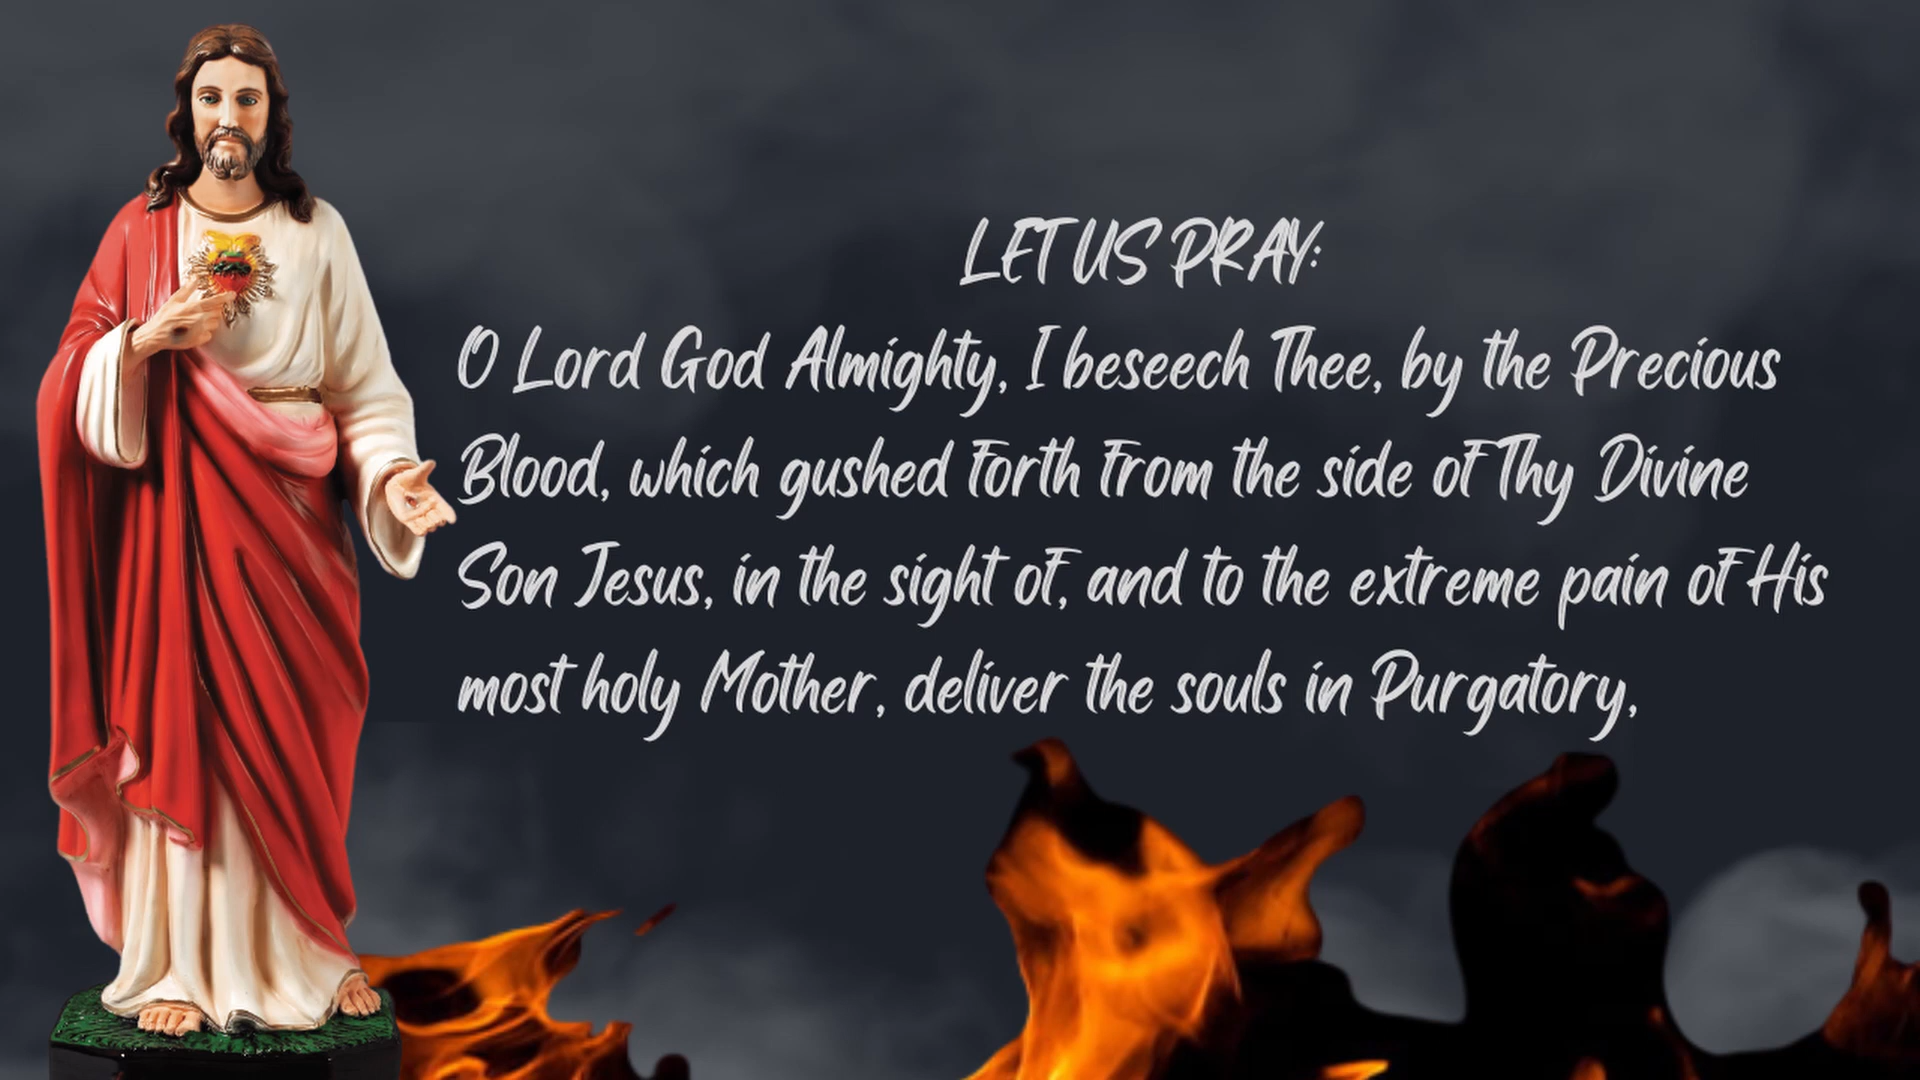 LET US PRAY:
O Lord God Almighty, I beseech Thee, by the Precious
Blood, which gushed forth from the side of Thy Divine
Son Jesus, in the sight of, and to the extreme pain of His
most holy Mother, deliver the souls in Purgatory,